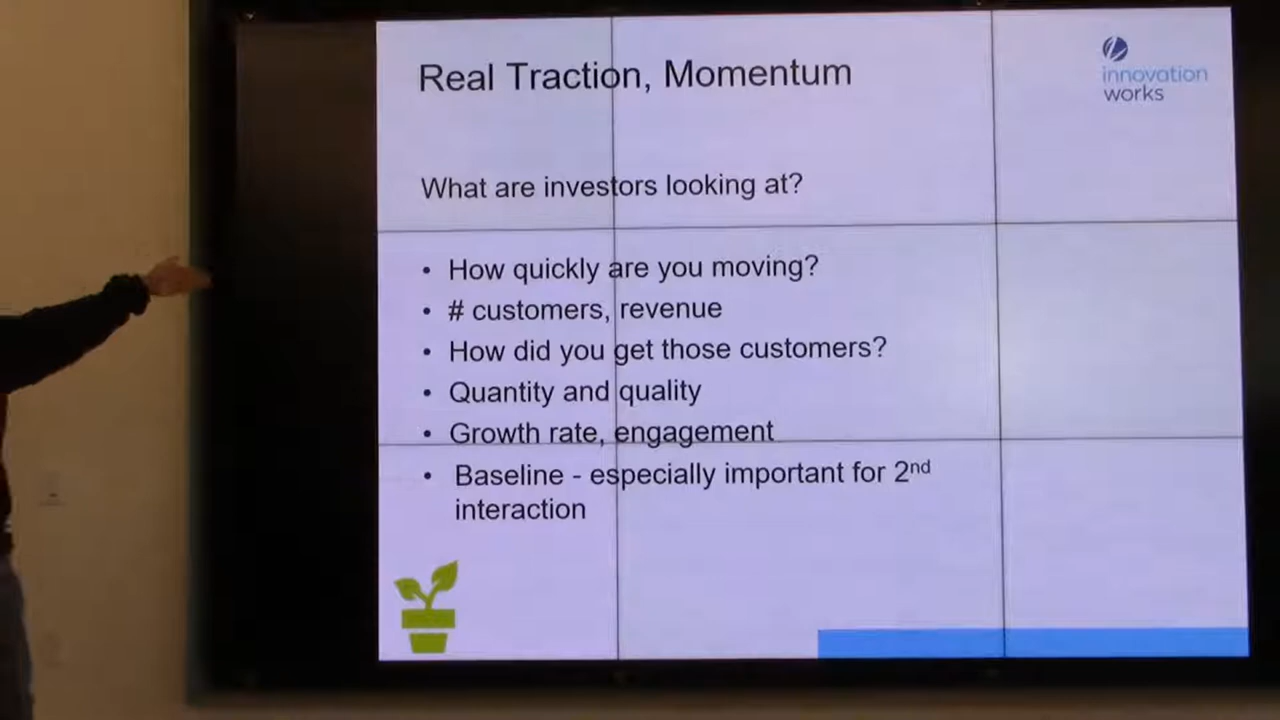 Real Traction, Momentum
innovation
works
What are investors looking at?
• How quickly are you moving?
• # customers, revenue
• How did you get those customers?
• Quantity and quality
• Growth rate, engagement
• Baseline - especially important for 2nd
interaction